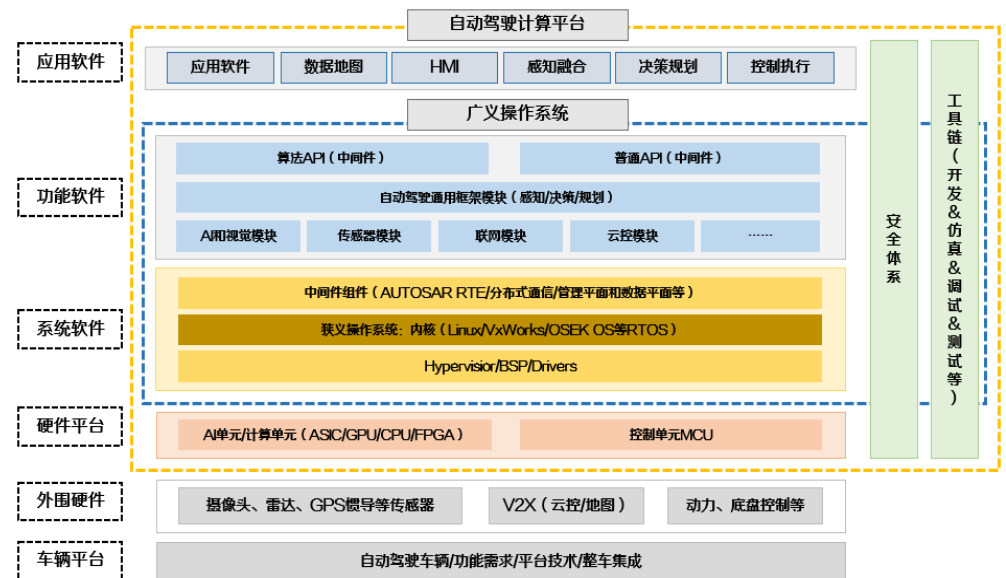 自动驾驶计算平台
应用软件
应用软件
数据地图
HMI
感知融合
决策规划
控制执行
广义操作系统
功能软件
算法API（中间件）
普通API（中间件）
自动驾驶通用框架模块（感知/决策/规划）
AI和视觉模块
传感器模块
联网模块
云控模块
······
系统软件
中间件组件（AUTOSAR RTE/分布式通信/管理平面和数据平面等）
狭义操作系统：内核（Linux/VxWorks/OSEK OS等RTOS）
Hypervisior/BSP/Drivers
硬件平台
AI单元/计算单元（ASIC/GPU/CPU/FPGA）
控制单元MCU
安全体系
工具链（开发&仿真&调试&测试等）
外围硬件
摄像头、雷达、GPS惯导等传感器
V2X（云控/地图）
动力、底盘控制等
车辆平台
自动驾驶车辆/功能需求/平台技术/整车集成